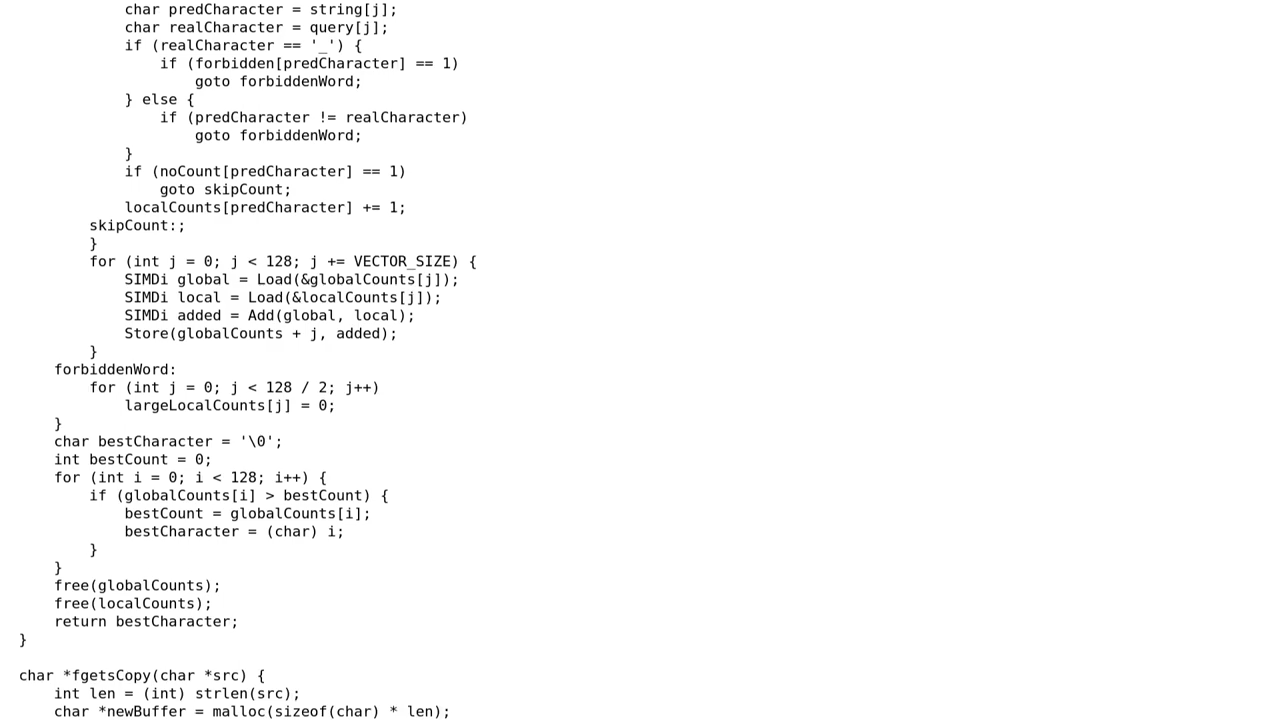 char predCharacter = string[j];
            char realCharacter = query[j];
            if (realCharacter == '_') {
                if (forbidden[predCharacter] == 1)
                    goto forbiddenWord;
            } else {
                if (predCharacter != realCharacter)
                    goto forbiddenWord;
            }
            if (noCount[predCharacter] == 1)
                goto skipCount;
            localCounts[predCharacter] += 1;
        skipCount:;
        }
        for (int j = 0; j < 128; j += VECTOR_SIZE) {
            SIMDi global = Load(&globalCounts[j]);
            SIMDi local = Load(&localCounts[j]);
            SIMDi added = Add(global, local);
            Store(globalCounts + j, added);
        }
    forbiddenWord:
        for (int j = 0; j < 128 / 2; j++)
            largeLocalCounts[j] = 0;
    }
    char bestCharacter = '\0';
    int bestCount = 0;
    for (int i = 0; i < 128; i++) {
        if (globalCounts[i] > bestCount) {
            bestCount = globalCounts[i];
            bestCharacter = (char) i;
        }
    }
    free(globalCounts);
    free(localCounts);
    return bestCharacter;
}

char *fgetsCopy(char *src) {
    int len = (int) strlen(src);
    char *newBuffer = malloc(sizeof(char) * len);